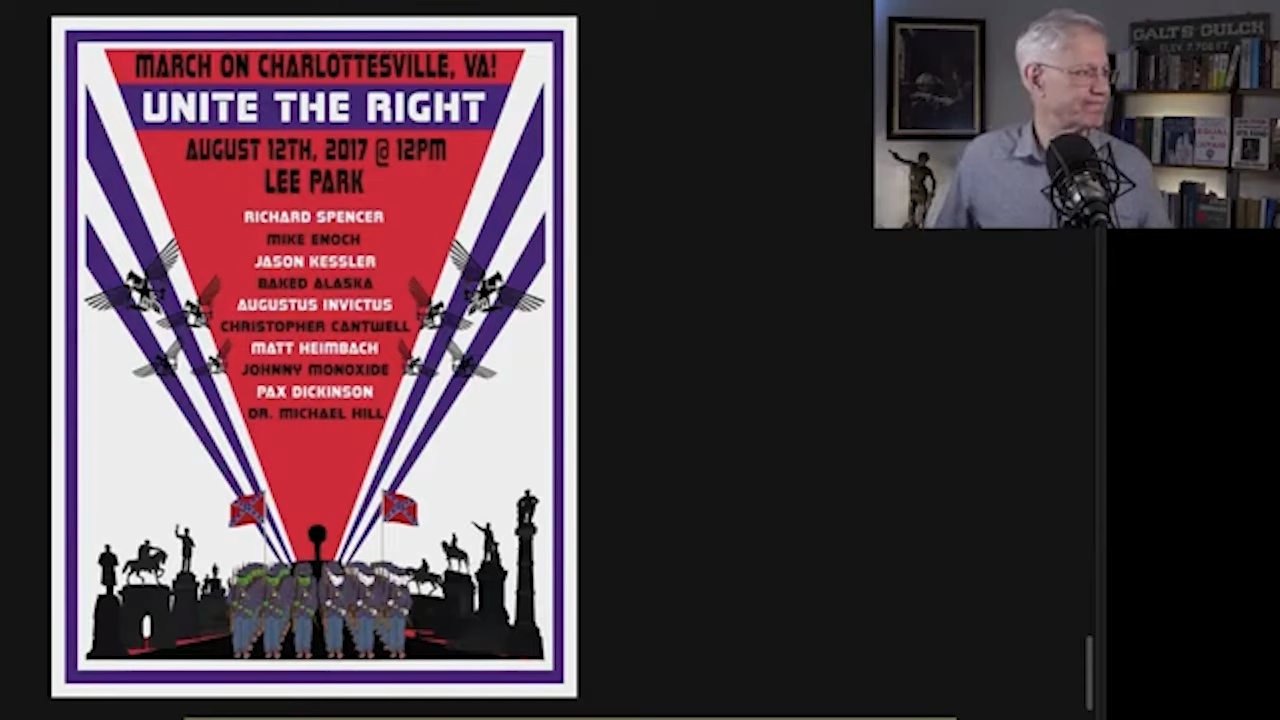 MARCH ON CHARLOTTESVILLE, VA!
UNITE THE RIGHT
AUGUST 12TH, 2017 @ 12PM
LEE PARK
RICHARD SPENCER
MIKE ENOCH
JASON KESSLER
BAKED ALASKA
AUGUSTUS INVICTUS
CHRISTOPHER CANTWELL
MATT HEIMBACH
JOHNNY MONOXIDE
PAX DICKINSON
DR. MICHAEL HILL
GALTS GULCH